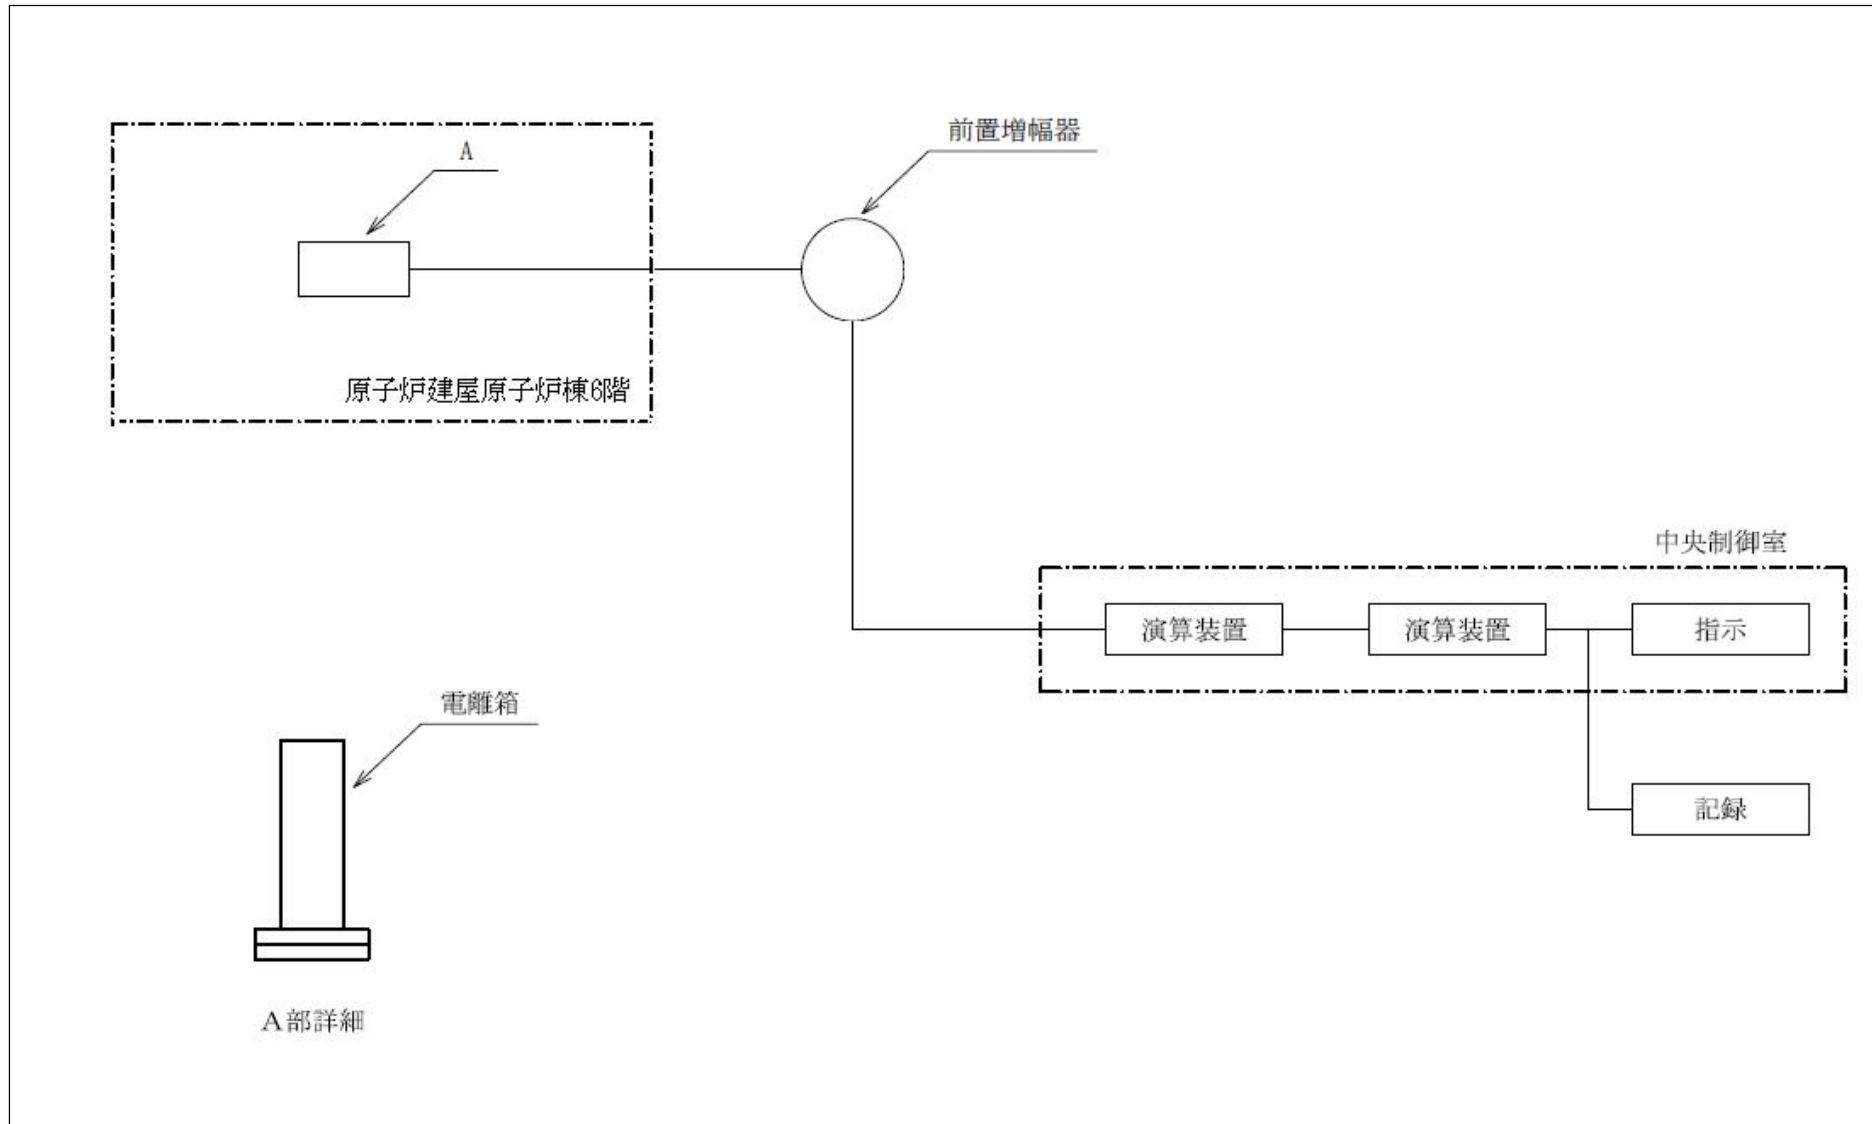 前置増幅器
A
原子炉建屋原子炉棟6階
中央制御室
演算装置
演算装置
指示
電離箱
記録
A部詳細